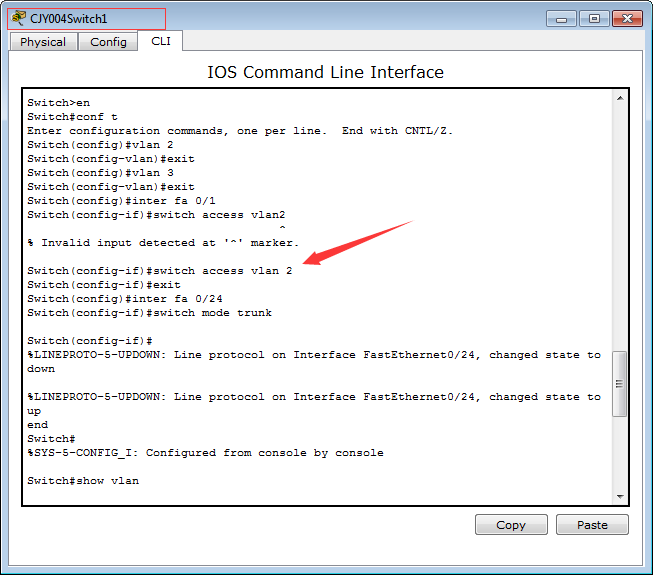 CJY004Switch1
Physical Config CLI
IOS Command Line Interface
Switch>en
Switch#conf t
Enter configuration commands, one per line.  End with CNTL/Z.
Switch(config)#vlan 2
Switch(config-vlan)#exit
Switch(config)#vlan 3
Switch(config-vlan)#exit
Switch(config)#inter fa 0/1
Switch(config-if)#switch access vlan2
^
% Invalid input detected at '^' marker.
Switch(config-if)#switch access vlan 2
Switch(config-if)#exit
Switch(config)#inter fa 0/24
Switch(config-if)#switch mode trunk
Switch(config-if)#
%LINEPROTO-5-UPDOWN: Line protocol on Interface FastEthernet0/24, changed state to
down
%LINEPROTO-5-UPDOWN: Line protocol on Interface FastEthernet0/24, changed state to
up
end
Switch#
%SYS-5-CONFIG_I: Configured from console by console
Switch#show vlan
Copy Paste